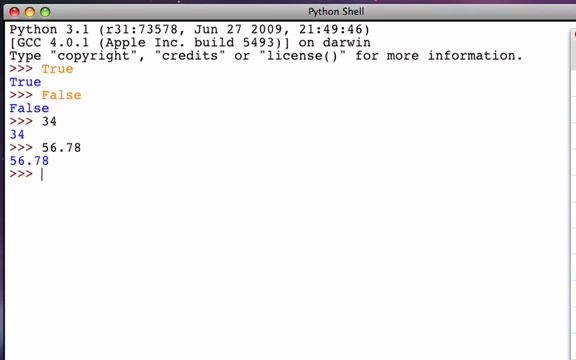 Python Shell
Python 3.1 (r31:73578, Jun 27 2009, 21:49:46)
[GCC 4.0.1 (Apple Inc. build 5493)] on darwin
Type "copyright", "credits" or "license()" for more information.
>>> True
True
>>> False
False
>>> 34
34
>>> 56.78
56.78
>>>